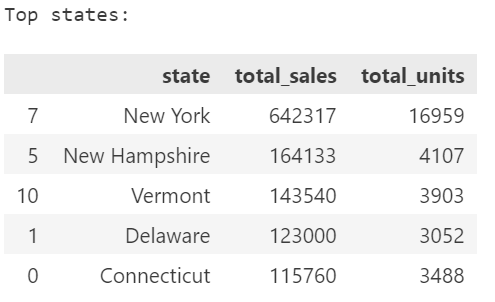 Top states:
state total_sales total_units
7 New York 642317 16959
5 New Hampshire 164133 4107
10 Vermont 143540 3903
1 Delaware 123000 3052
0 Connecticut 115760 3488